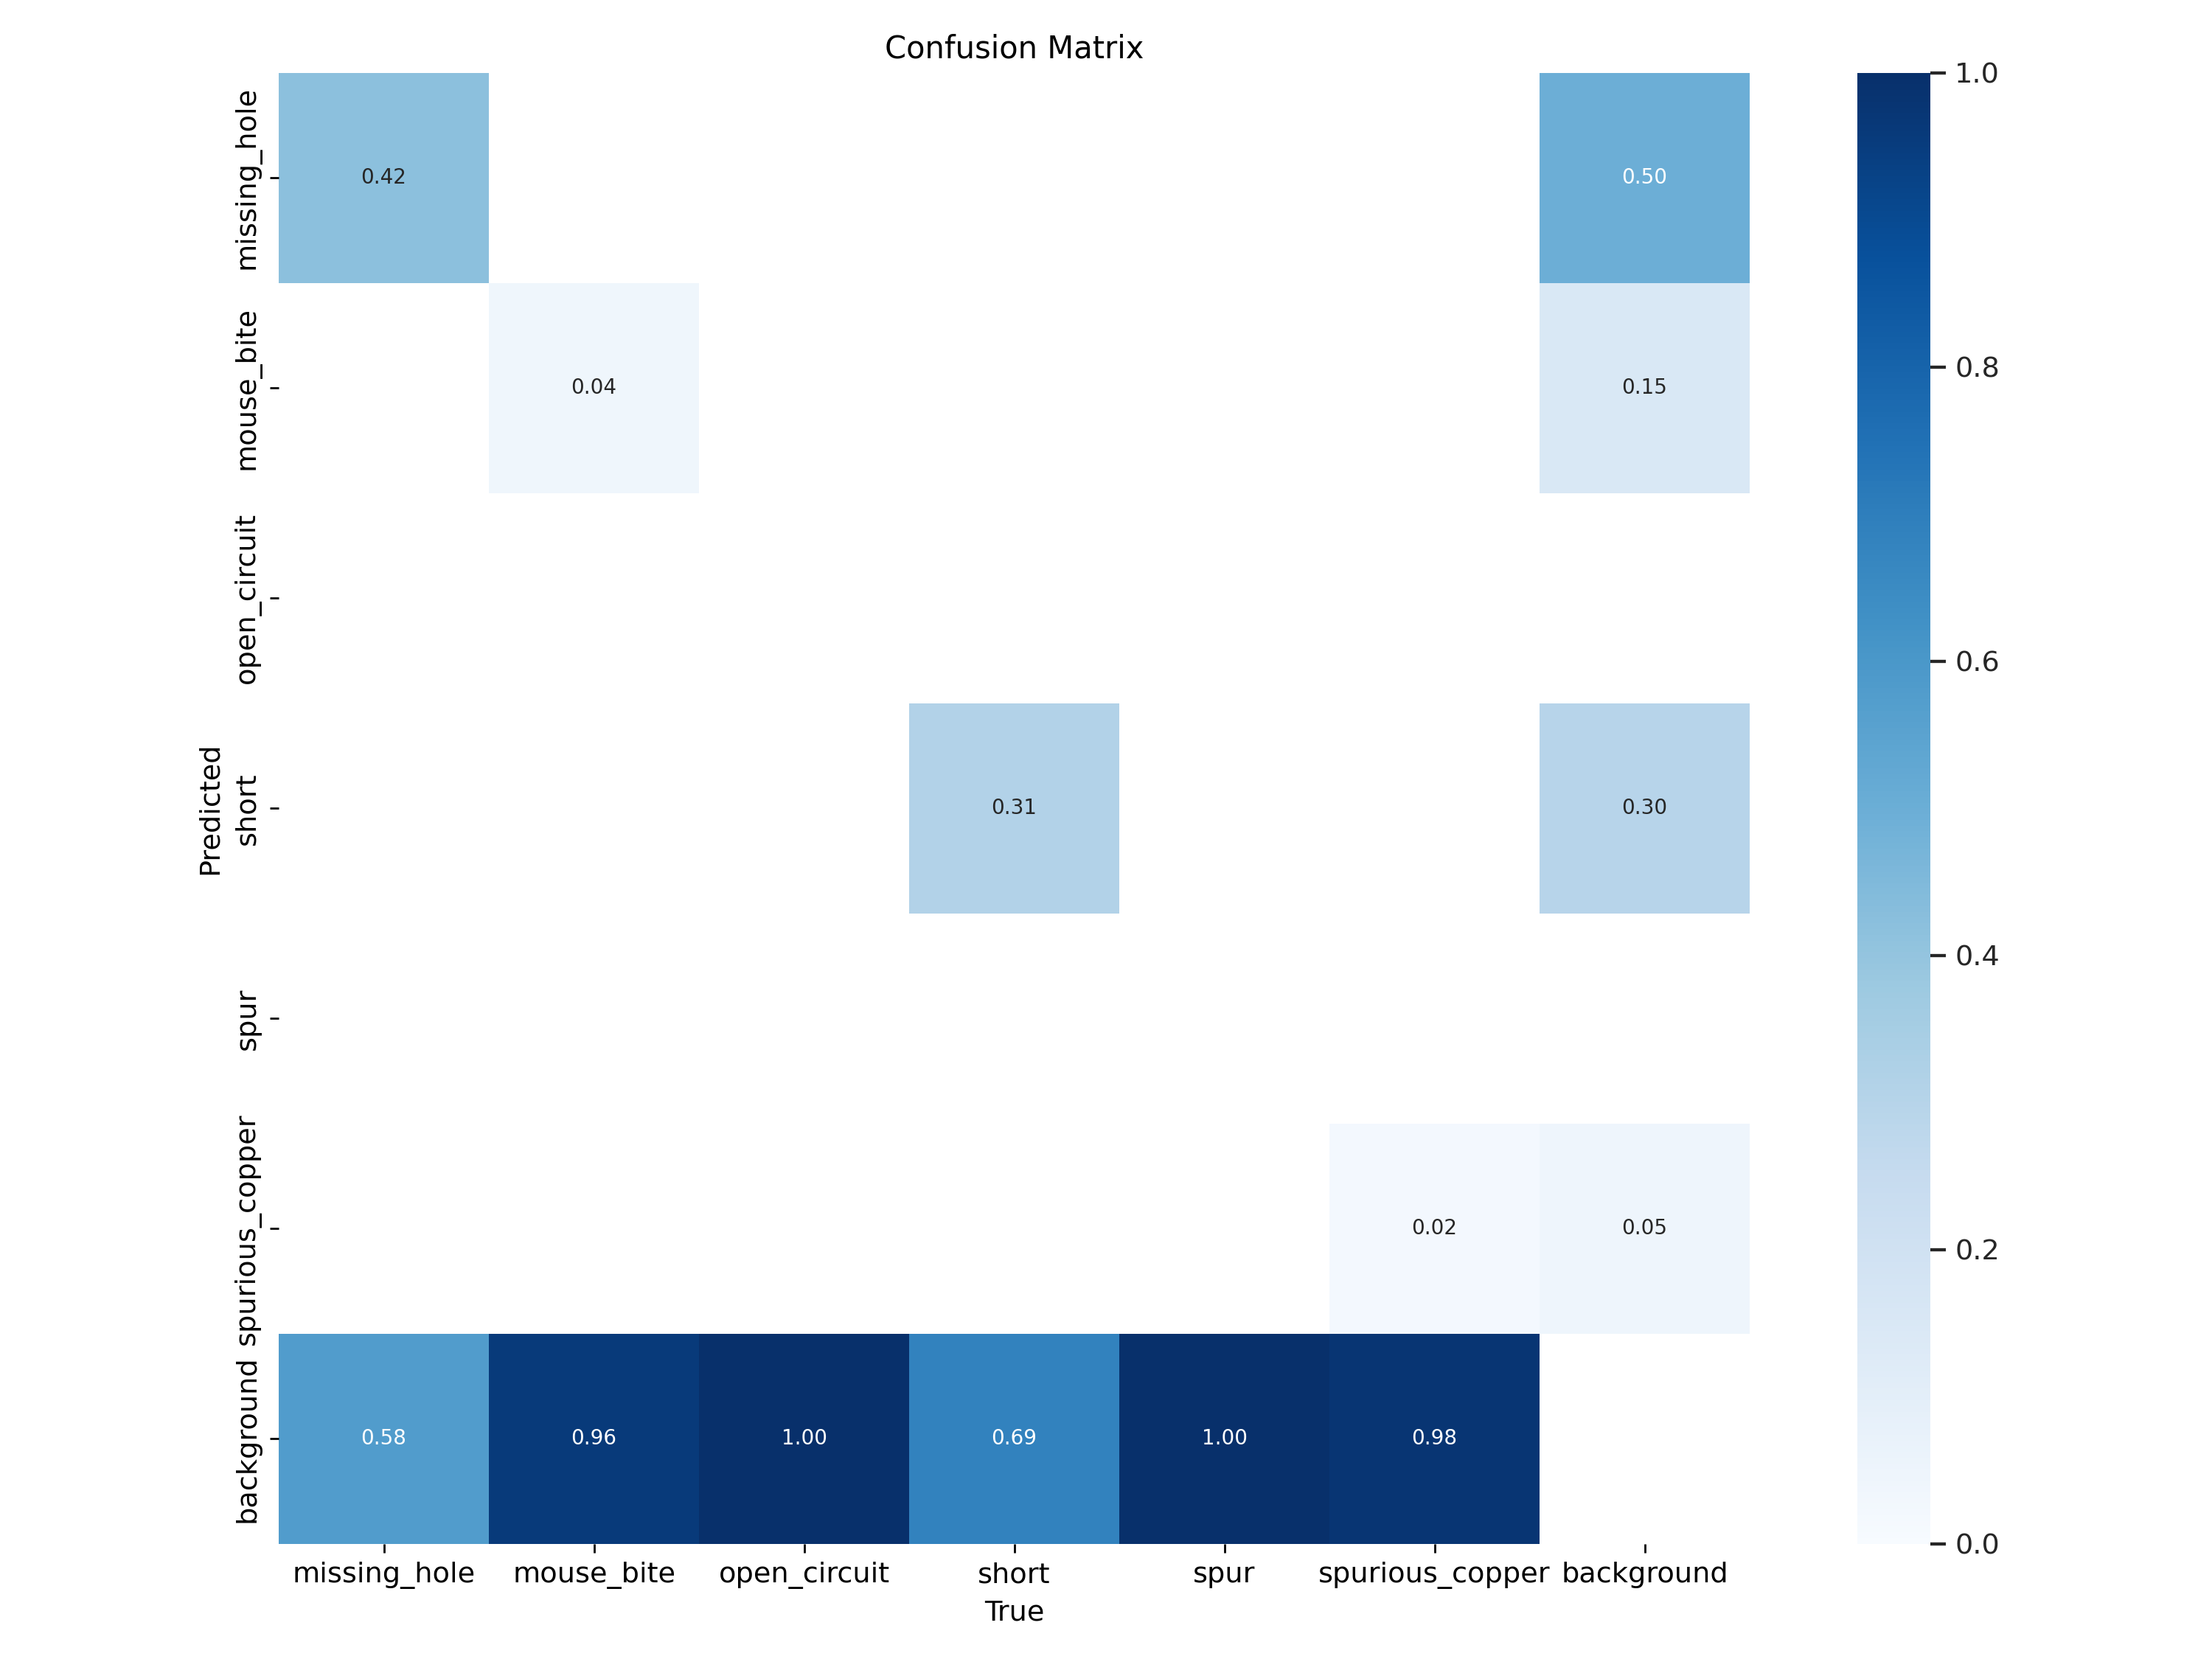 Confusion Matrix
missing_hole
0.42
0.50
mouse_bite
0.04
0.15
open_circuit
short
0.31
0.30
spur
spurious_copper
0.02
0.05
background
0.58
0.96
1.00
0.69
1.00
0.98
Predicted
missing_hole
mouse_bite
open_circuit
short
spur
spurious_copper
background
True
1.0
0.8
0.6
0.4
0.2
0.0